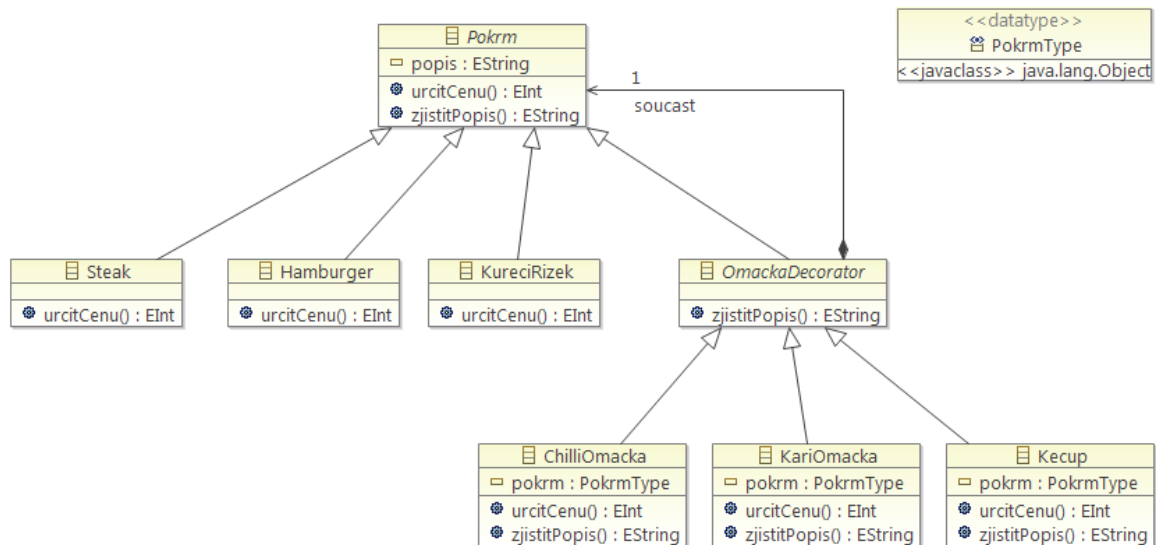 Pokrm
popis : EString
urcitCenu() : EInt
zjistitPopis() : EString
<<datatype>>
PokrmType
<<javaclass>> java.lang.Object
1
soucast
Steak
urcitCenu() : EInt
Hamburger
urcitCenu() : EInt
KureciRizek
urcitCenu() : EInt
OmackaDecorator
zjistitPopis() : EString
ChilliOmacka
pokrm : PokrmType
urcitCenu() : EInt
zjistitPopis() : EString
KariOmacka
pokrm : PokrmType
urcitCenu() : EInt
zjistitPopis() : EString
Kecup
pokrm : PokrmType
urcitCenu() : EInt
zjistitPopis() : EString